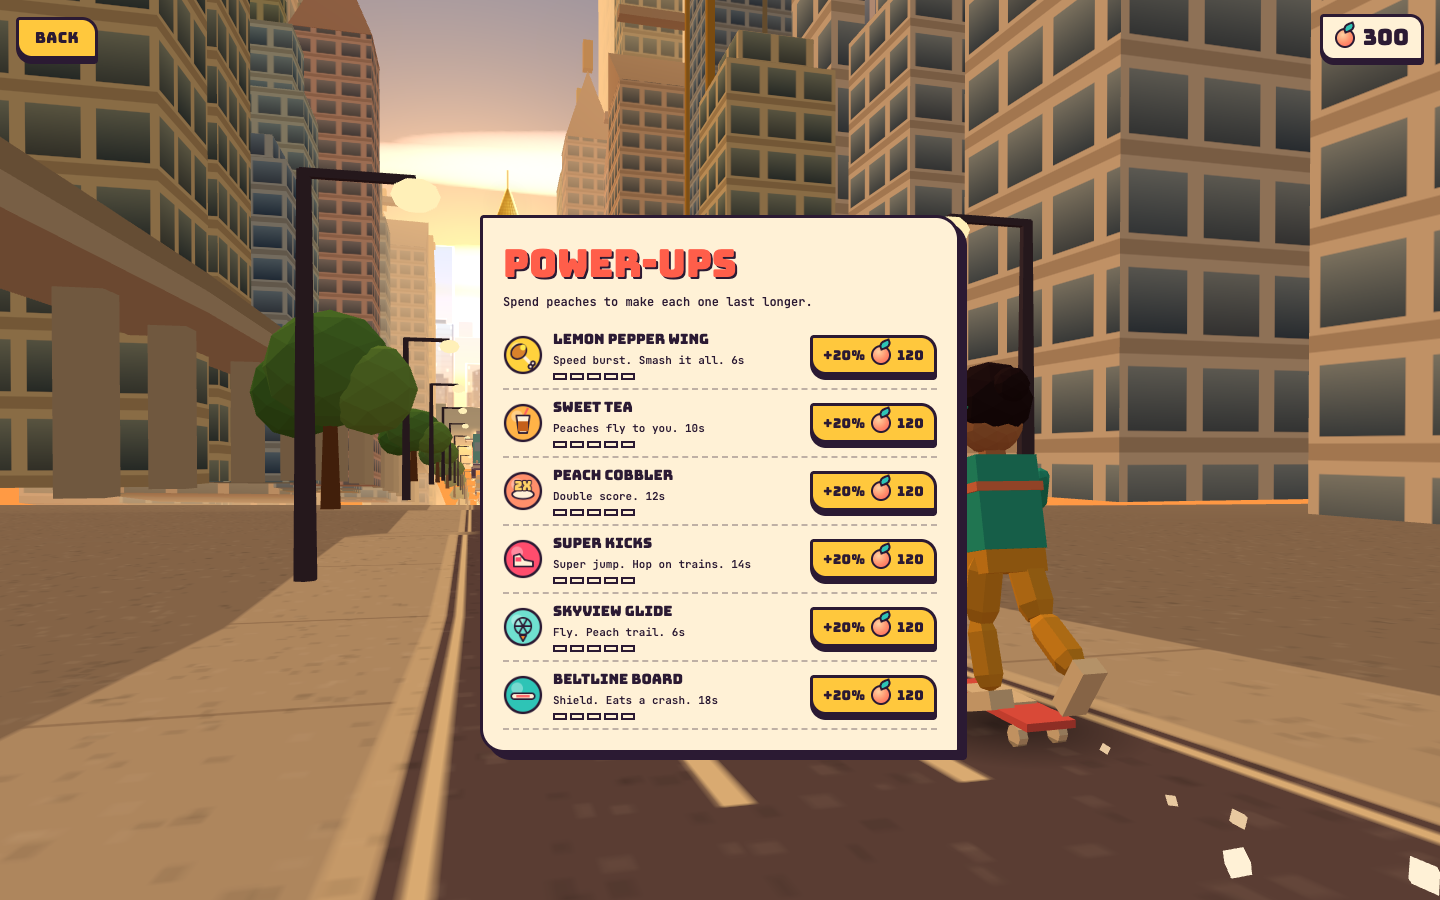 BACK
300
POWER-UPS
Spend peaches to make each one last longer.
LEMON PEPPER WING
Speed burst. Smash it all. 6s
+20% 120
SWEET TEA
Peaches fly to you. 10s
+20% 120
2X
PEACH COBBLER
Double score. 12s
+20% 120
SUPER KICKS
Super jump. Hop on trains. 14s
+20% 120
SKYVIEW GLIDE
Fly. Peach trail. 6s
+20% 120
BELTLINE BOARD
Shield. Eats a crash. 18s
+20% 120